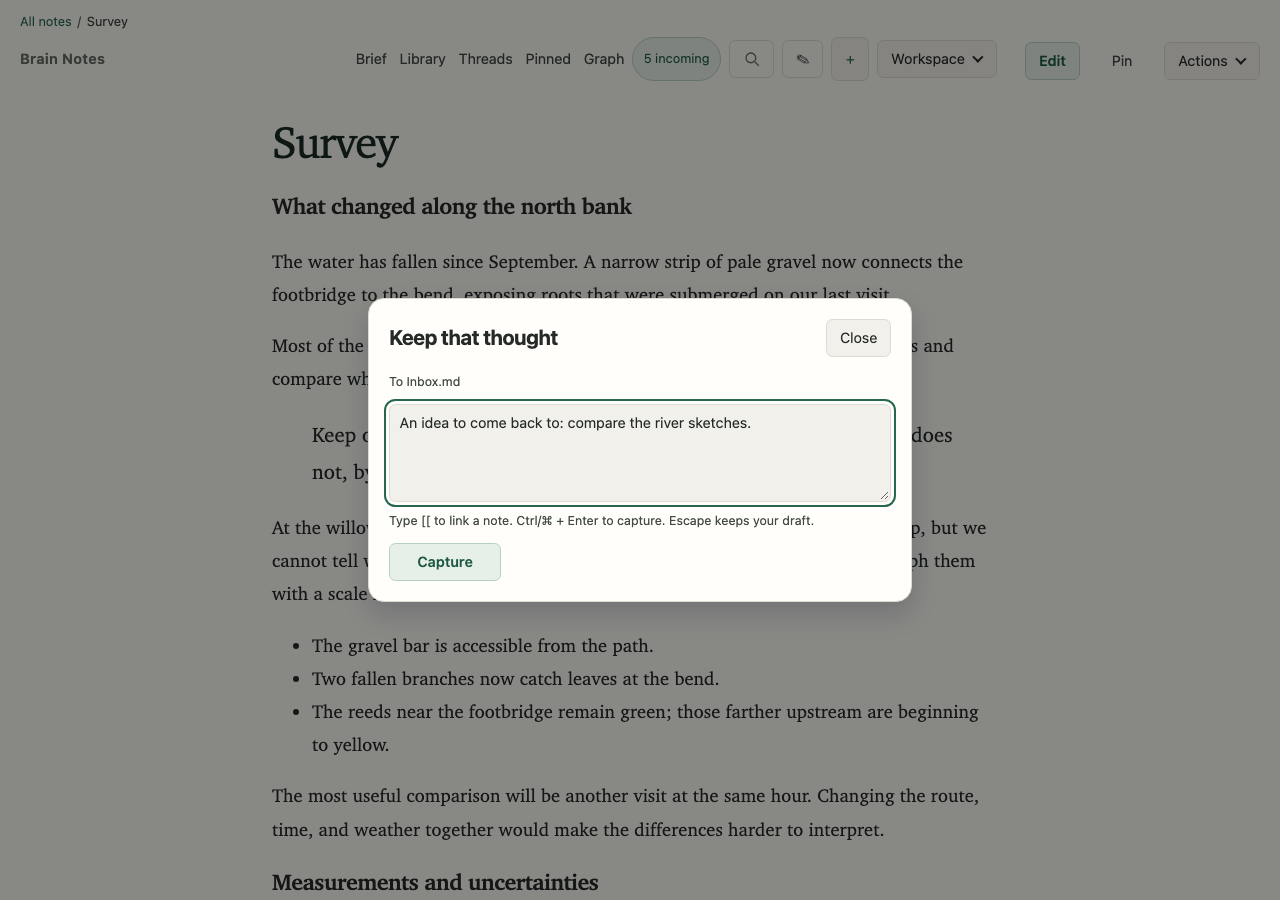 All notes / Survey
Brain Notes
Brief Library Threads Pinned Graph 5 incoming + Workspace Edit Pin Actions
Survey
What changed along the north bank
The water has fallen since September. A narrow strip of pale gravel now connects the
footbridge to the bend, exposing roots that were submerged on our last visit.
Keep that thought
Close
Most of the
s and
To Inbox.md
compare wh
An idea to come back to: compare the river sketches.
Keep
does
not, by
Type [[ to link a note. Ctrl/⌘ + Enter to capture. Escape keeps your draft.
At the willo
p, but we
Capture
cannot tell
ph them
with a scale
The gravel bar is accessible from the path.
Two fallen branches now catch leaves at the bend.
The reeds near the footbridge remain green; those farther upstream are beginning
to yellow.
The most useful comparison will be another visit at the same hour. Changing the route,
time, and weather together would make the differences harder to interpret.
Measurements and uncertainties